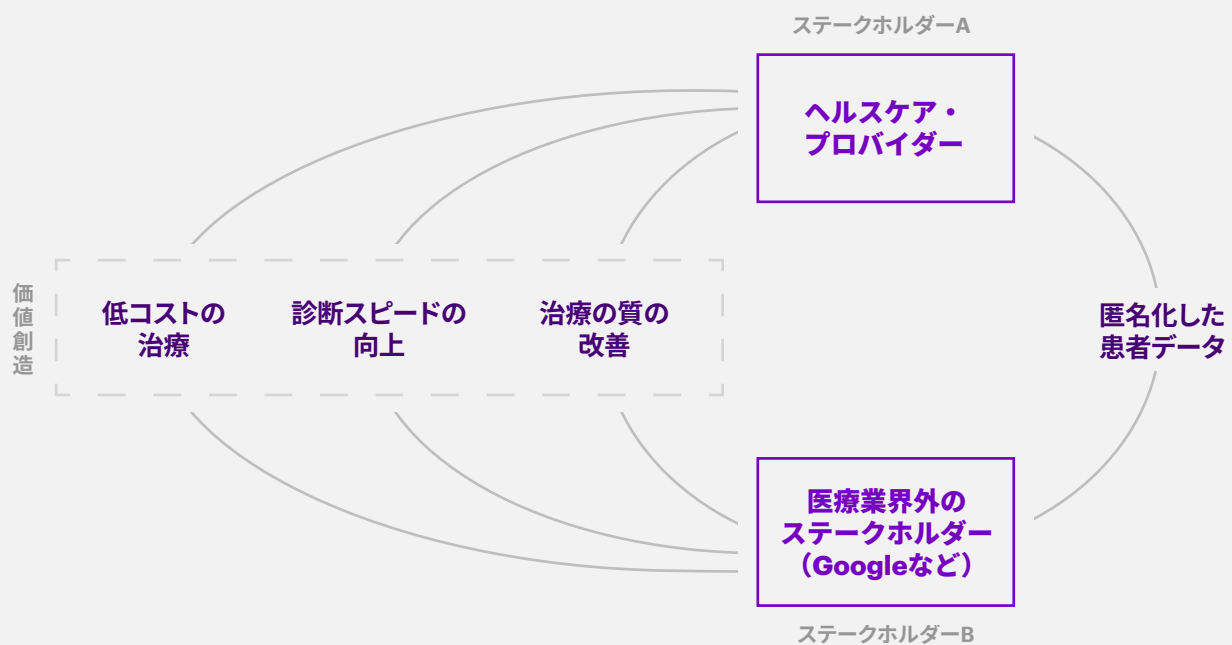 ステークホルダーA
ヘルスケア・
プロバイダー
価値創造
低コストの
治療
診断スピードの
向上
治療の質の
改善
匿名化した
患者データ
医療業界外の
ステークホルダー
（Googleなど）
ステークホルダーB